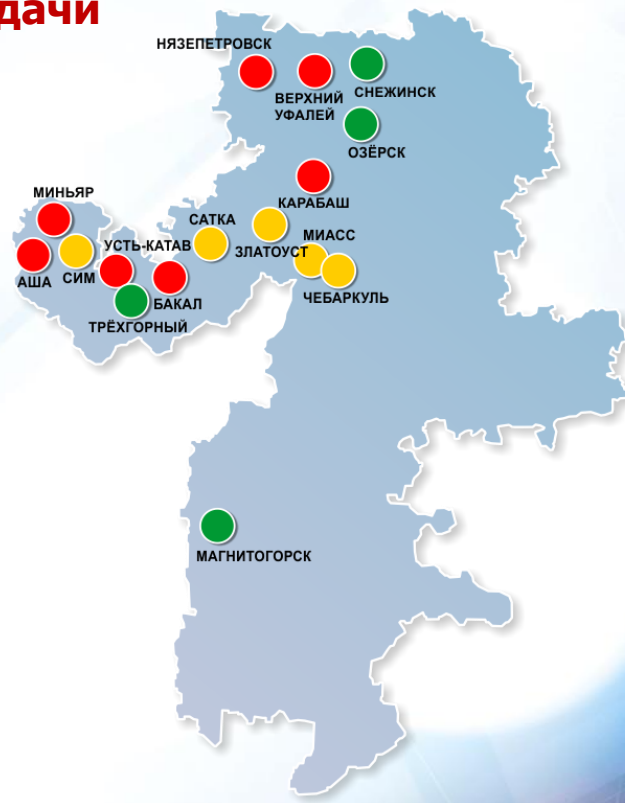 дачи
НЯЗЕПЕТРОВСК
ВЕРХНИЙ
УФАЛЕЙ
СНЕЖИНСК
ОЗЁРСК
КАРАБАШ
МИНЬЯР
САТКА
УСТЬ-КАТАВ
ЗЛАТОУСТ
МИАСС
АША
СИМ
БАКАЛ
ЧЕБАРКУЛЬ
ТРЁХГОРНЫЙ
МАГНИТОГОРСК